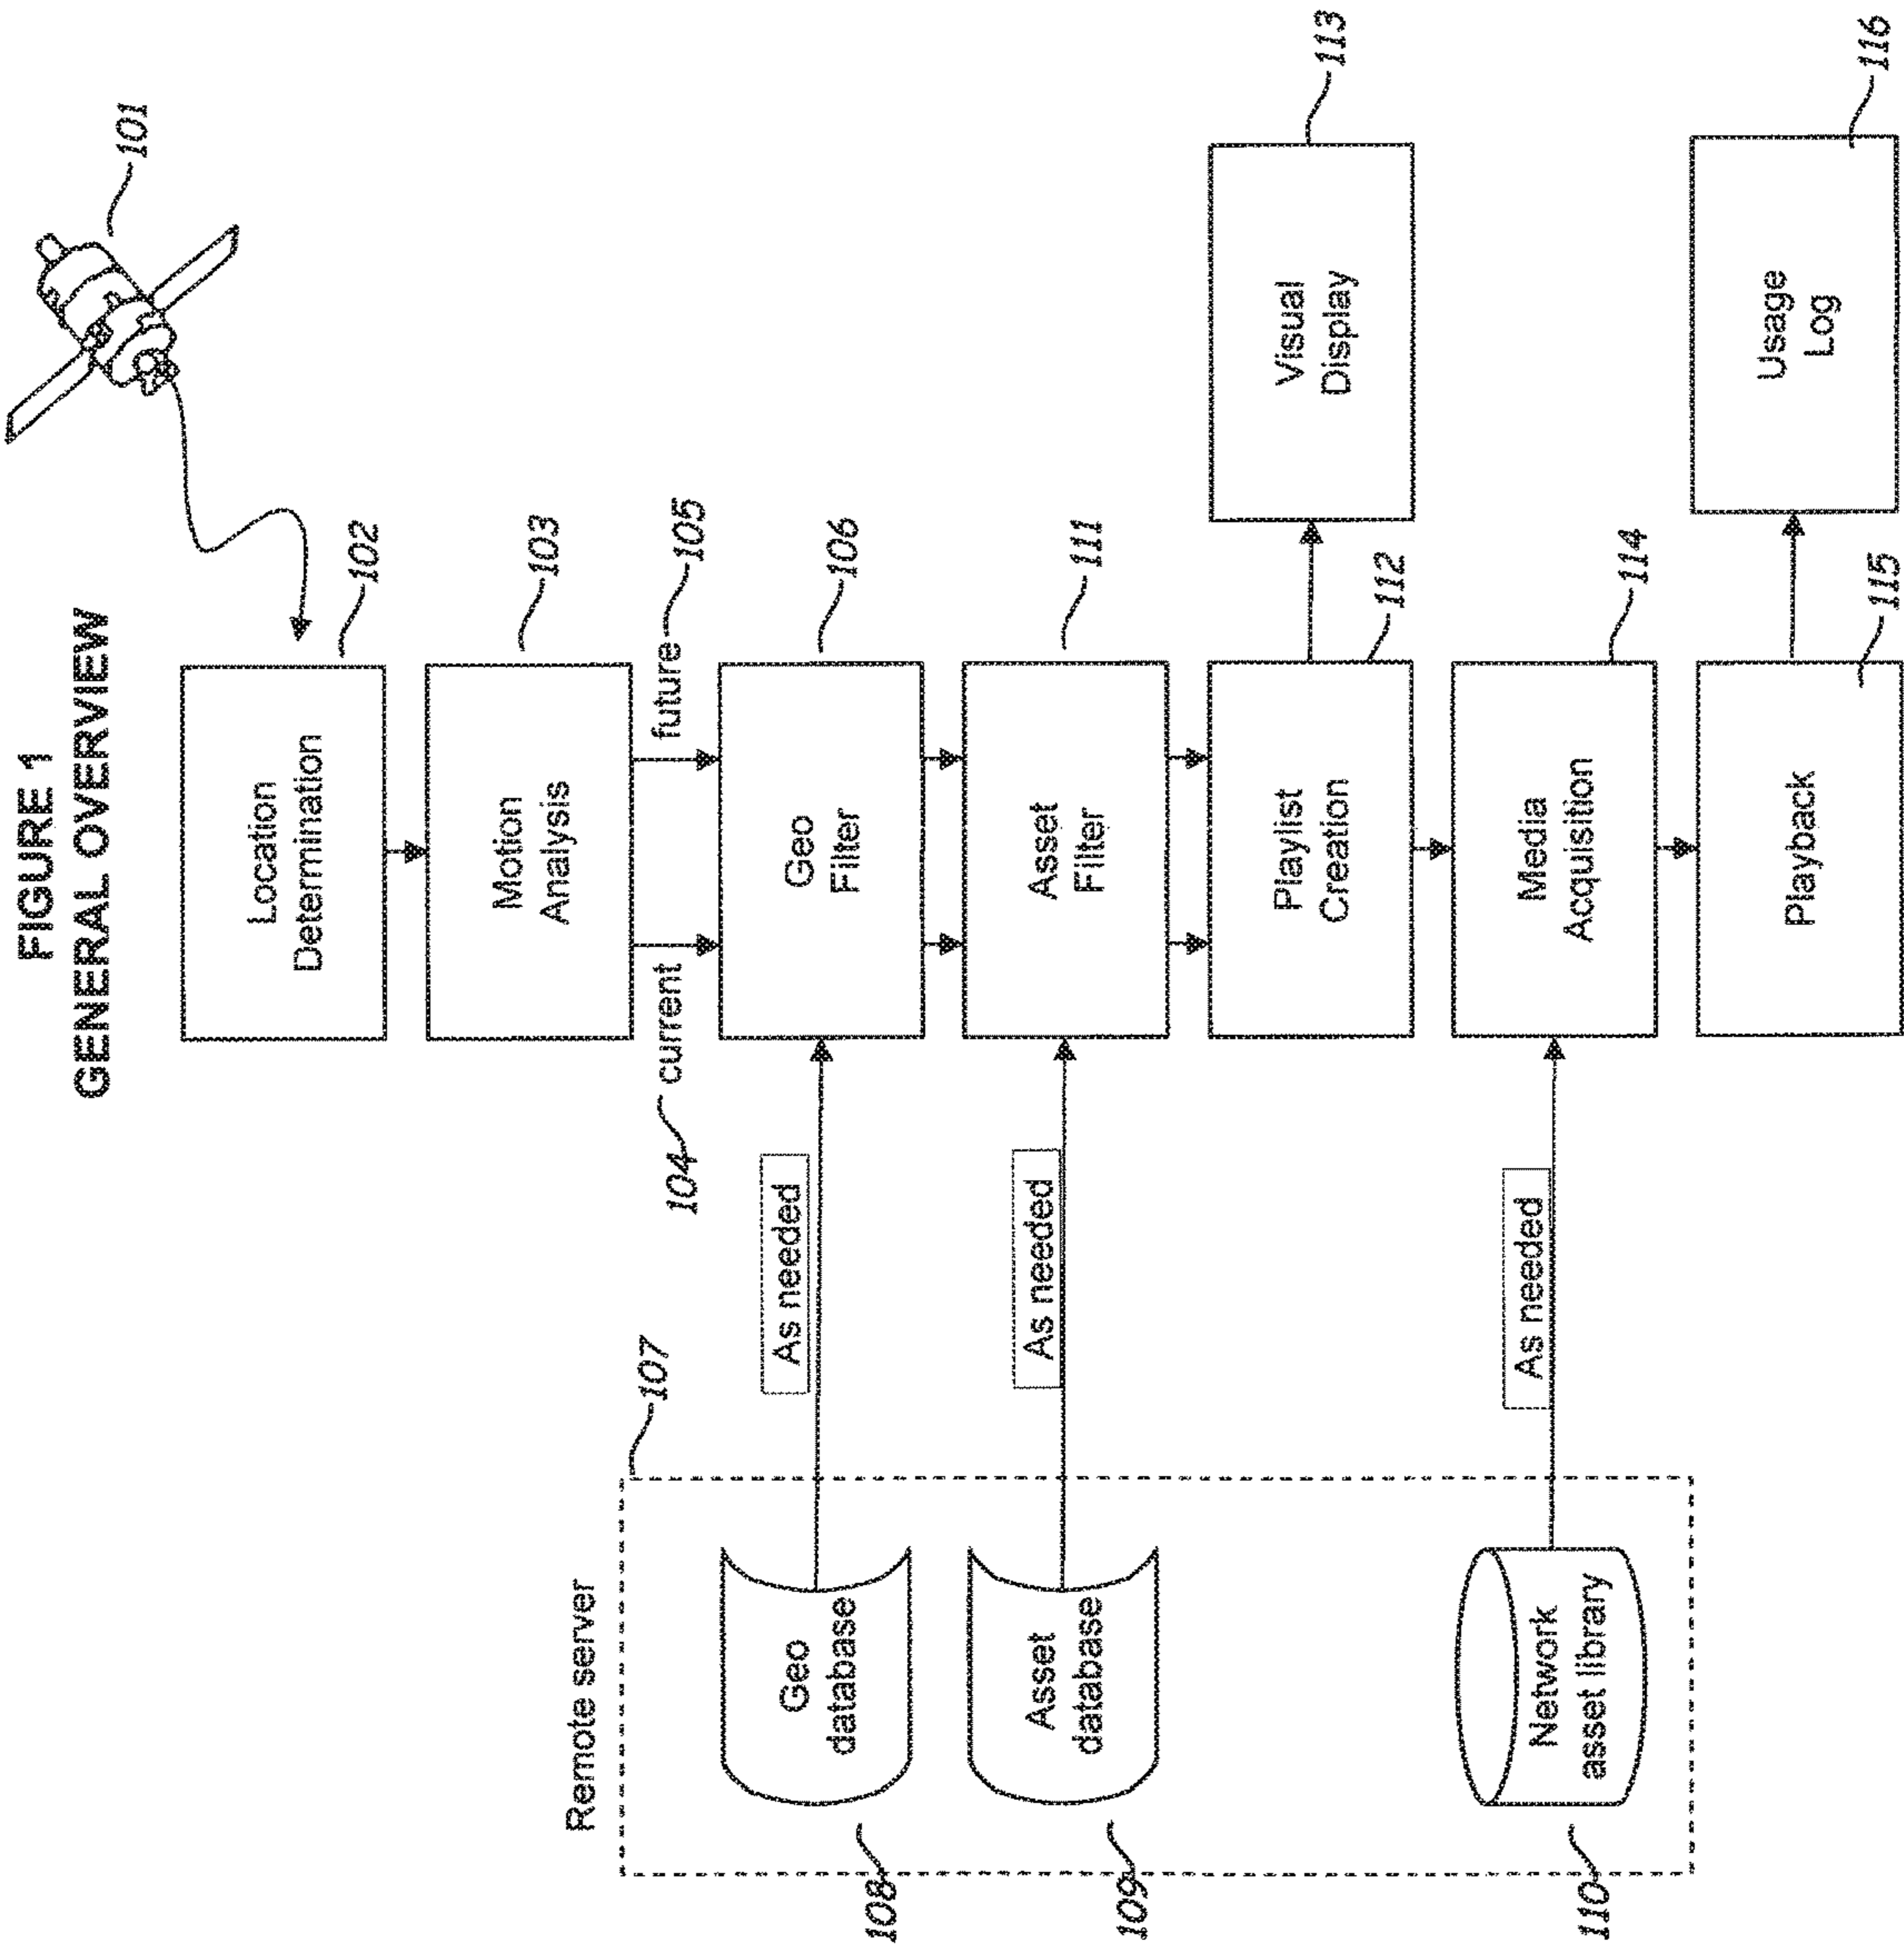 FIGURE 1
GENERAL OVERVIEW
101
Location
Determination
102
Motion
Analysis
103
104
current
future
105
Geo
Filter
106
Remote server
107
Geo
database
108
As needed
Asset
database
109
As needed
Asset
Filter
111
Playlist
Creation
112
Visual
Display
113
Network
asset library
110
As needed
Media
Acquisition
114
Playback
115
Usage
Log
116